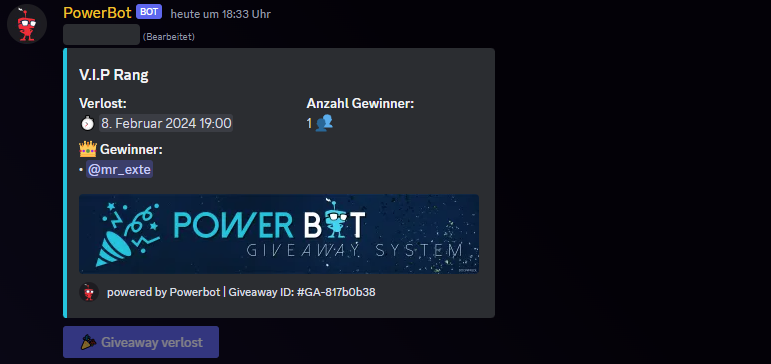 PowerBot BOT heute um 18:33 Uhr
(Bearbeitet)
V.I.P Rang
Verlost: Anzahl Gewinner:
8. Februar 2024 19:00 1
Gewinner:
• @mr_exte
POWER BOT
GIVEAWAY SYSTEM
powered by Powerbot | Giveaway ID: #GA-817b0b38
Giveaway verlost